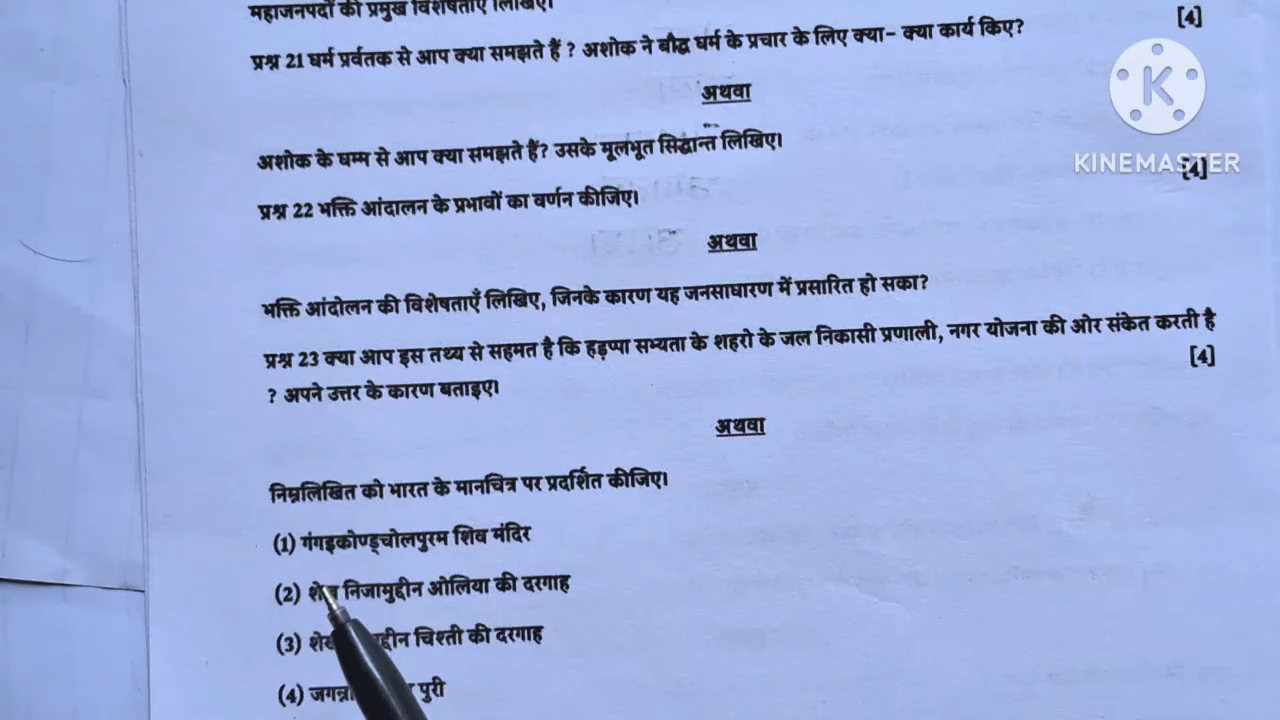 महाजनपदों की प्रमुख विशेषताएँ लिखिए।
[4]
प्रश्न 21 धर्म प्रर्वतक से आप क्या समझते हैं ? अशोक ने बौद्ध धर्म के प्रचार के लिए क्या- क्या कार्य किए?
अथवा
अशोक के घम्म से आप क्या समझते हैं? उसके मूलभूत सिद्धान्त लिखिए।
KINEMASTER
[4]
प्रश्न 22 भक्ति आंदालन के प्रभावों का वर्णन कीजिए।
अथवा
भक्ति आंदोलन की विशेषताएँ लिखिए, जिनके कारण यह जनसाधारण में प्रसारित हो सका?
प्रश्न 23 क्या आप इस तथ्य से सहमत है कि हड़प्पा सभ्यता के शहरो के जल निकासी प्रणाली, नगर योजना की ओर संकेत करती है
[4]
? अपने उत्तर के कारण बताइए।
अथवा
निम्नलिखित को भारत के मानचित्र पर प्रदर्शित कीजिए।
(1) गंगइकोण्ड्चोलपुरम शिव मंदिर
(2) निजामुद्दीन ओलिया की दरगाह
(3) चिश्ती की दरगाह
(4) पुरी